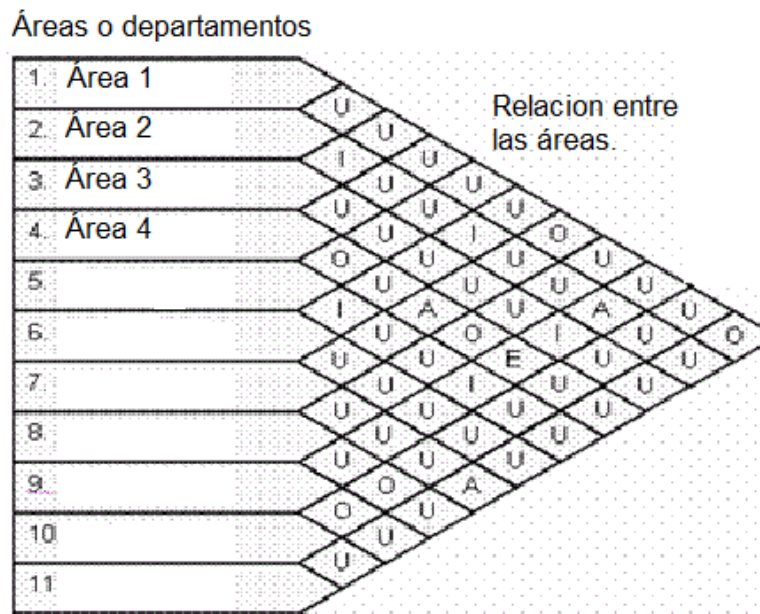 Áreas o departamentos
1. Área 1
U
Relacion entre
las áreas.
2. Área 2
U
I U
3. Área 3
U U
U U U
4. Área 4
U I O
O U U U
5.
U U U U
I A U A U
6.
U O I U O
U U E U U
7.
U I U U
U U U U
8.
U U U
U U U
9.
O A
O U
10
U
U
11